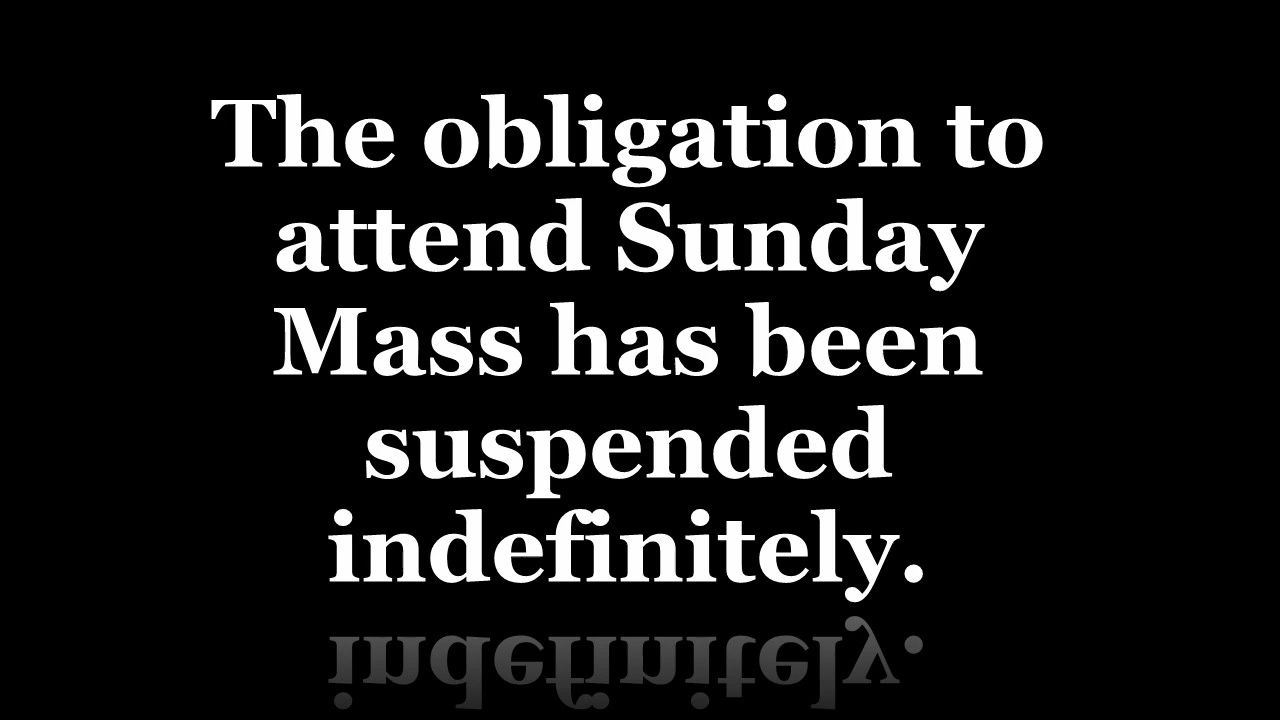 The obligation to
attend Sunday
Mass has been
suspended
indefinitely.